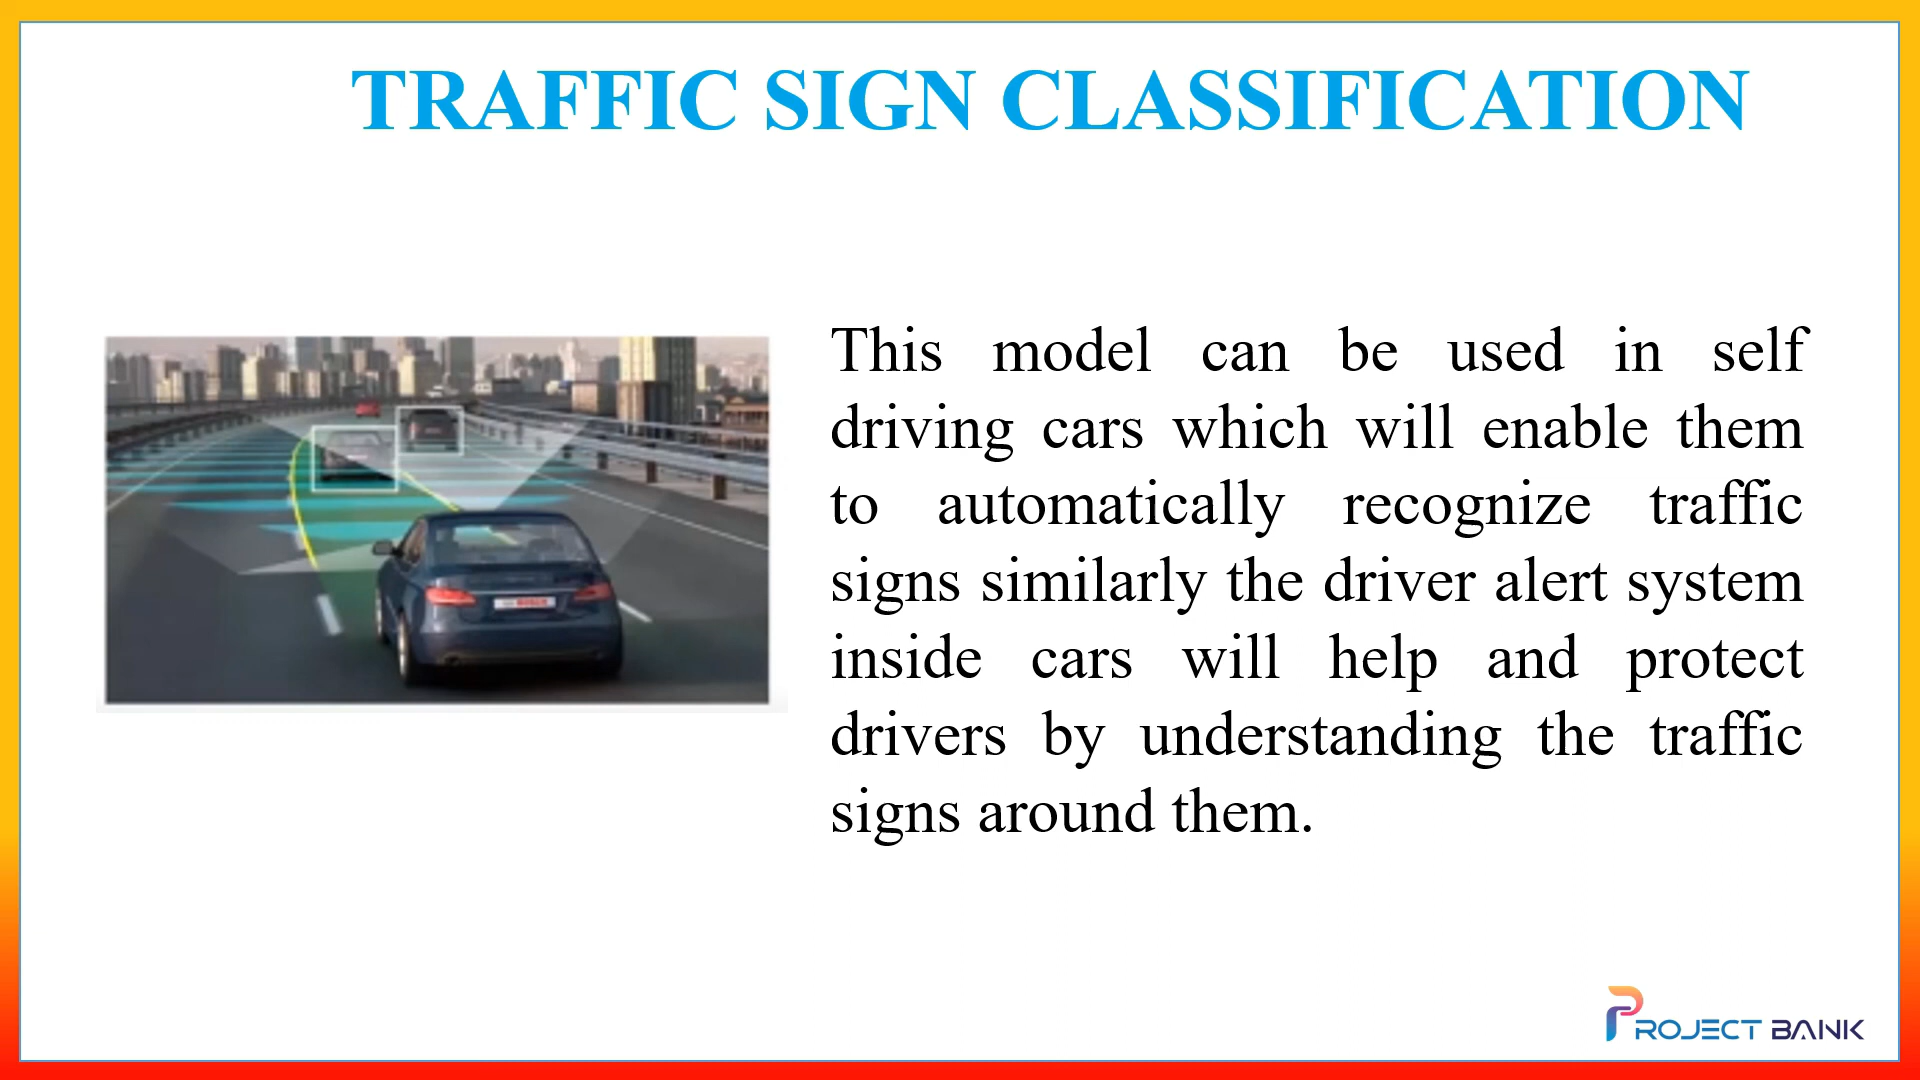 TRAFFIC SIGN CLASSIFICATION
This model can be used in self
driving cars which will enable them
to automatically recognize traffic
signs similarly the driver alert system
inside cars will help and protect
drivers by understanding the traffic
signs around them.
PROJECT BANK